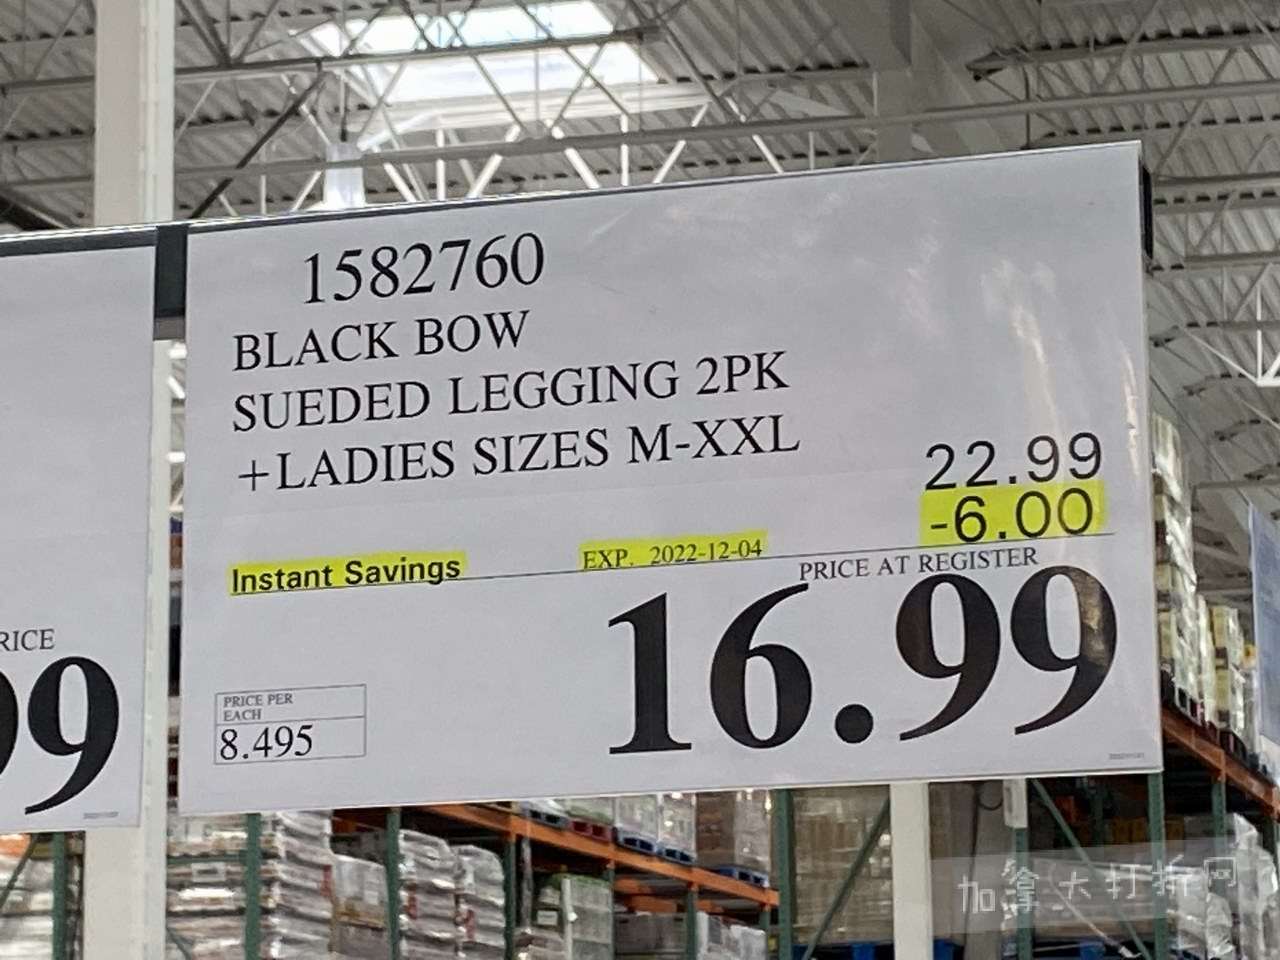 1582760
BLACK BOW
SUEDED LEGGING 2PK
+LADIES SIZES M-XXL
22.99
-6.00
Instant Savings
EXP. 2022-12-04
PRICE AT REGISTER
16.99
PRICE PER
EACH
8.495
RICE
99
加拿大打折网